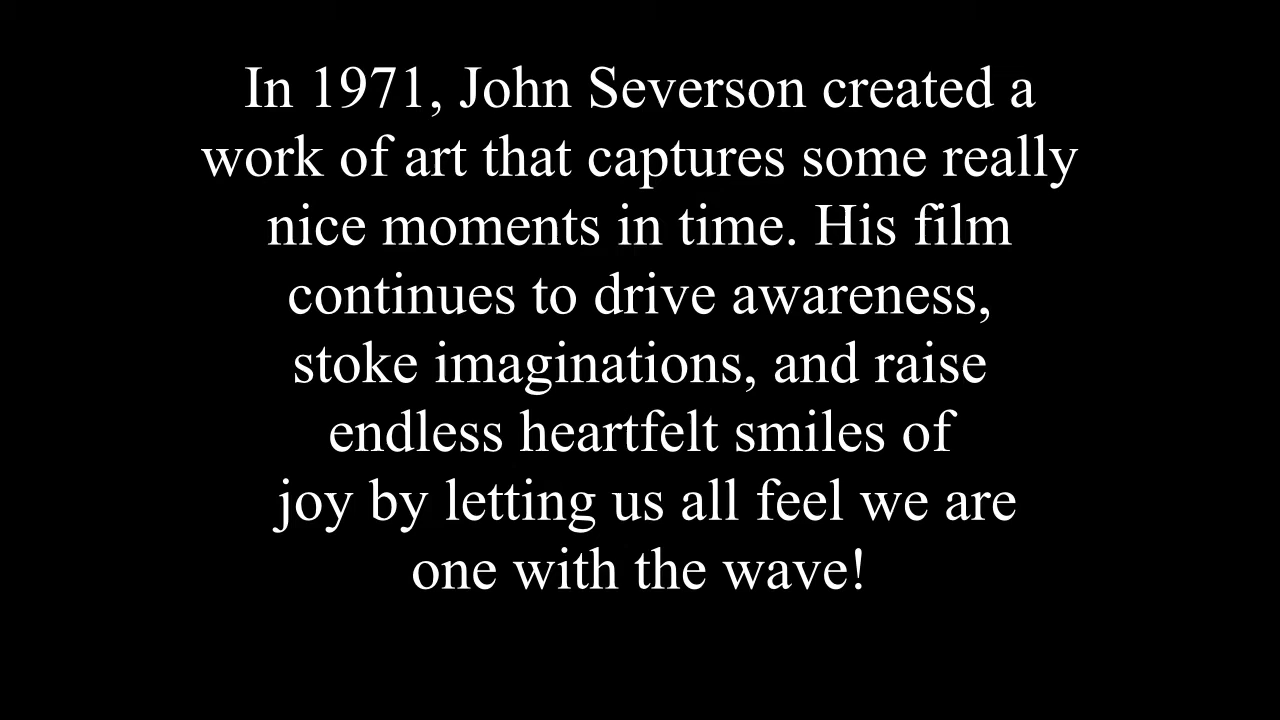 In 1971, John Severson created a
work of art that captures some really
nice moments in time. His film
continues to drive awareness,
stoke imaginations, and raise
endless heartfelt smiles of
joy by letting us all feel we are
one with the wave!